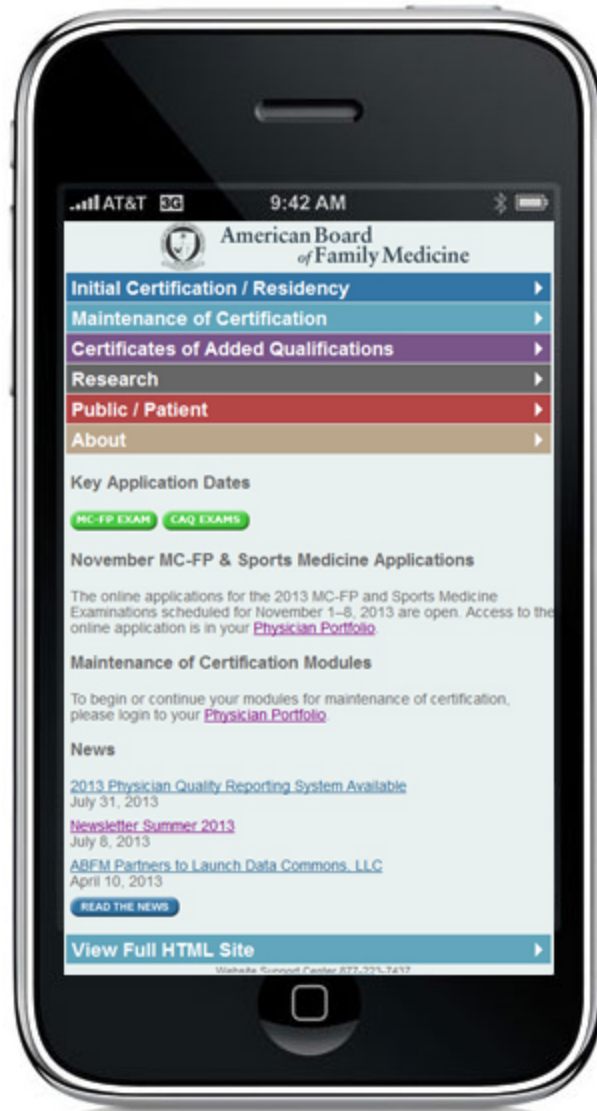 AT&T 3G 9:42 AM
American Board
of Family Medicine
Initial Certification / Residency
Maintenance of Certification
Certificates of Added Qualifications
Research
Public / Patient
About
Key Application Dates
MC-FP EXAM CAQ EXAMS
November MC-FP & Sports Medicine Applications
The online applications for the 2013 MC-FP and Sports Medicine
Examinations scheduled for November 1–8, 2013 are open. Access to the
online application is in your Physician Portfolio.
Maintenance of Certification Modules
To begin or continue your modules for maintenance of certification,
please login to your Physician Portfolio.
News
2013 Physician Quality Reporting System Available
July 31, 2013
Newsletter Summer 2013
July 8, 2013
ABFM Partners to Launch Data Commons, LLC
April 10, 2013
READ THE NEWS
View Full HTML Site
Website Support Center 877-223-7437